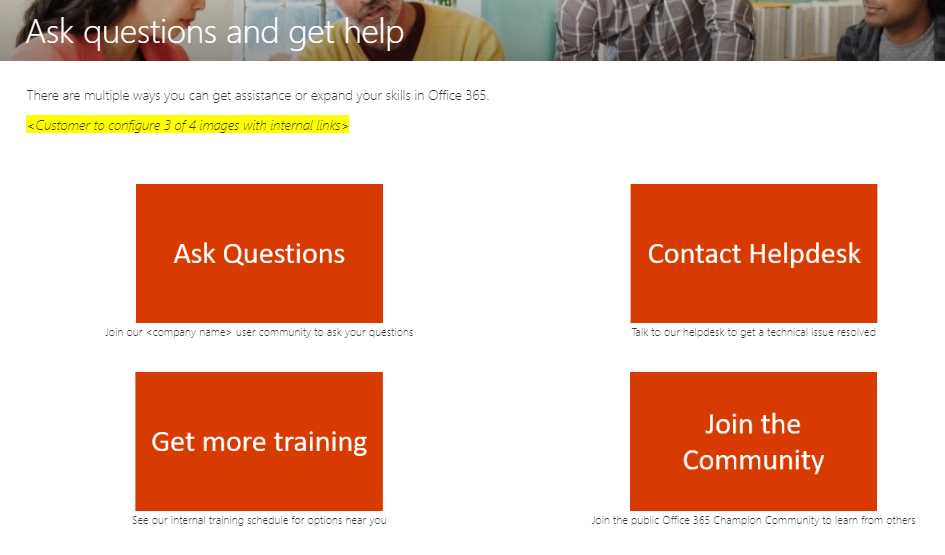 Ask questions and get help
There are multiple ways you can get assistance or expand your skills in Office 365.
<Customer to configure 3 of 4 images with internal links>
Ask Questions
Join our <company name> user community to ask your questions
Contact Helpdesk
Talk to our helpdesk to get a technical issue resolved
Get more training
See our internal training schedule for options near you
Join the
Community
Join the public Office 365 Champion Community to learn from others